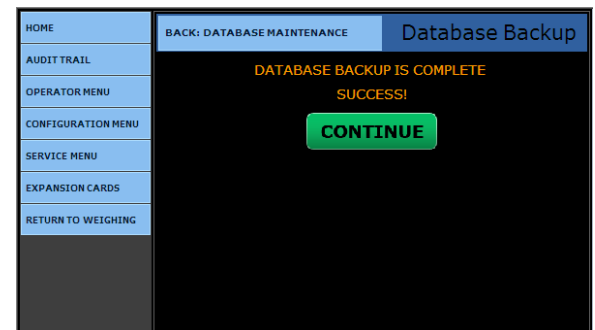 HOME
AUDIT TRAIL
OPERATOR MENU
CONFIGURATION MENU
SERVICE MENU
EXPANSION CARDS
RETURN TO WEIGHING
BACK: DATABASE MAINTENANCE
Database Backup
DATABASE BACKUP IS COMPLETE
SUCCESS!
CONTINUE